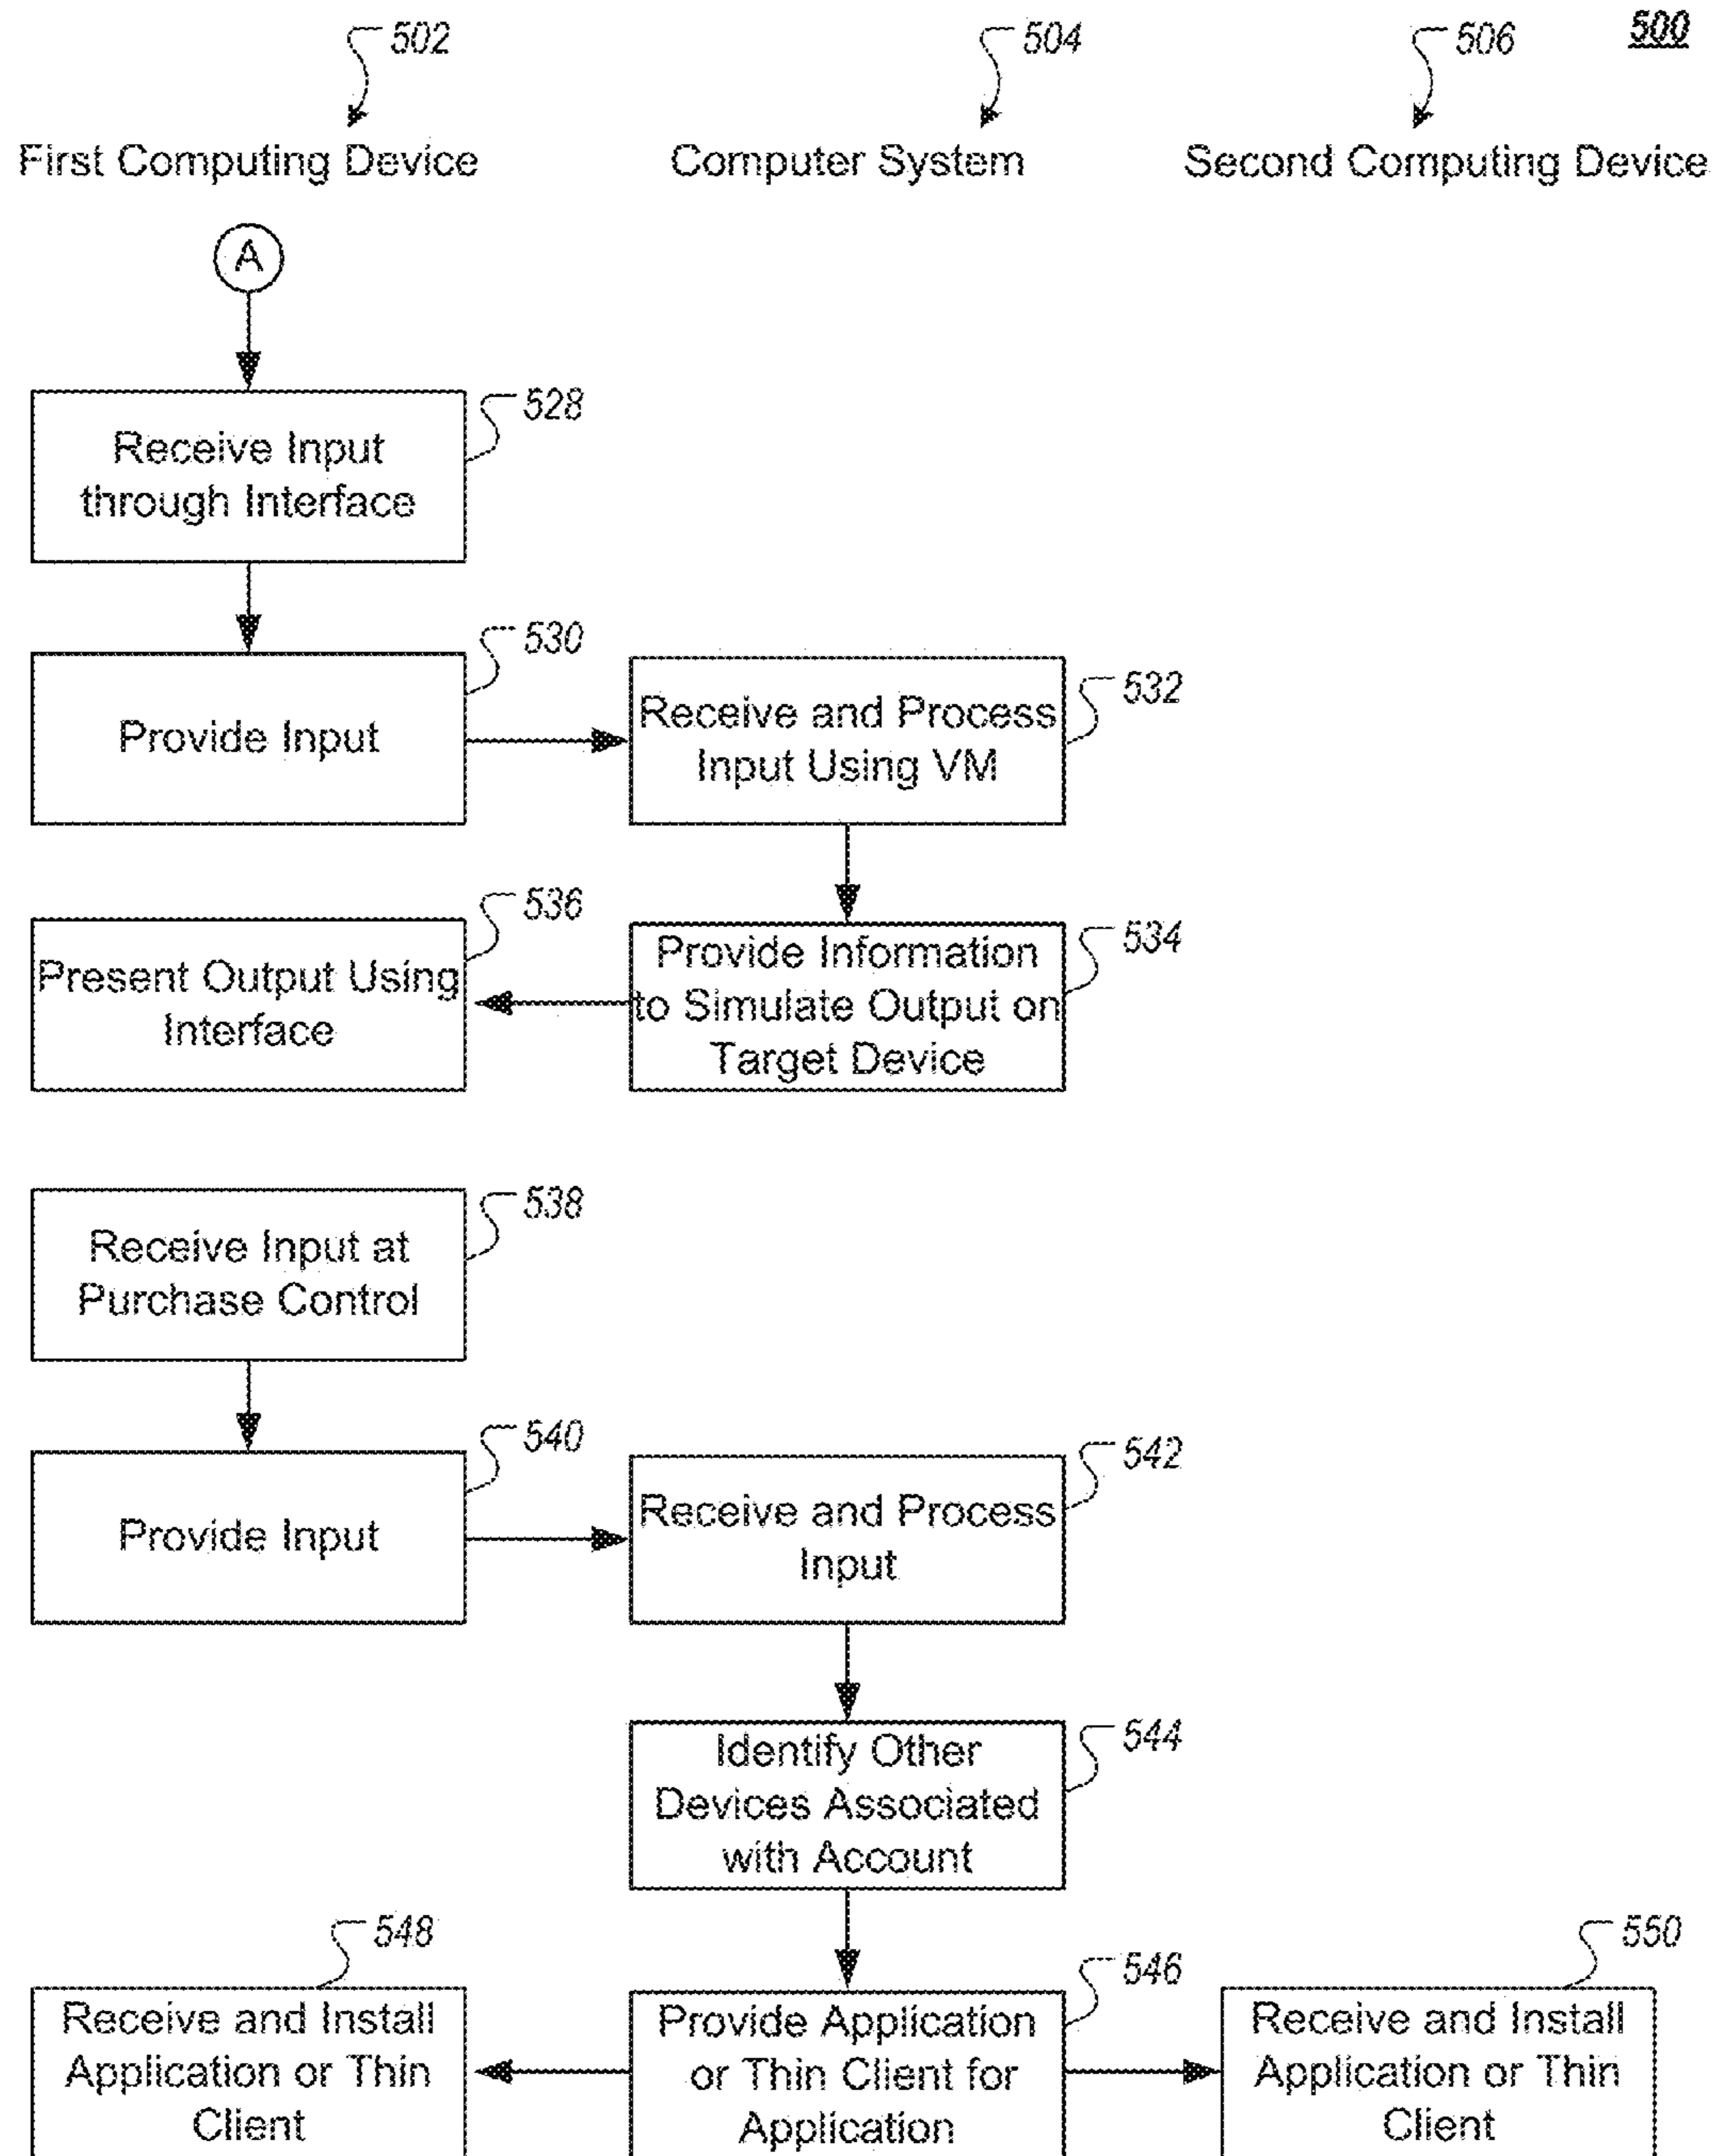 500
502
504
506
First Computing Device
Computer System
Second Computing Device
A
528
Receive Input
through Interface
530
Provide Input
532
Receive and Process
Input Using VM
534
Provide Information
to Simulate Output on
Target Device
536
Present Output Using
Interface
538
Receive Input at
Purchase Control
540
Provide Input
542
Receive and Process
Input
544
Identify Other
Devices Associated
with Account
546
Provide Application
or Thin Client for
Application
548
Receive and Install
Application or Thin
Client
550
Receive and Install
Application or Thin
Client